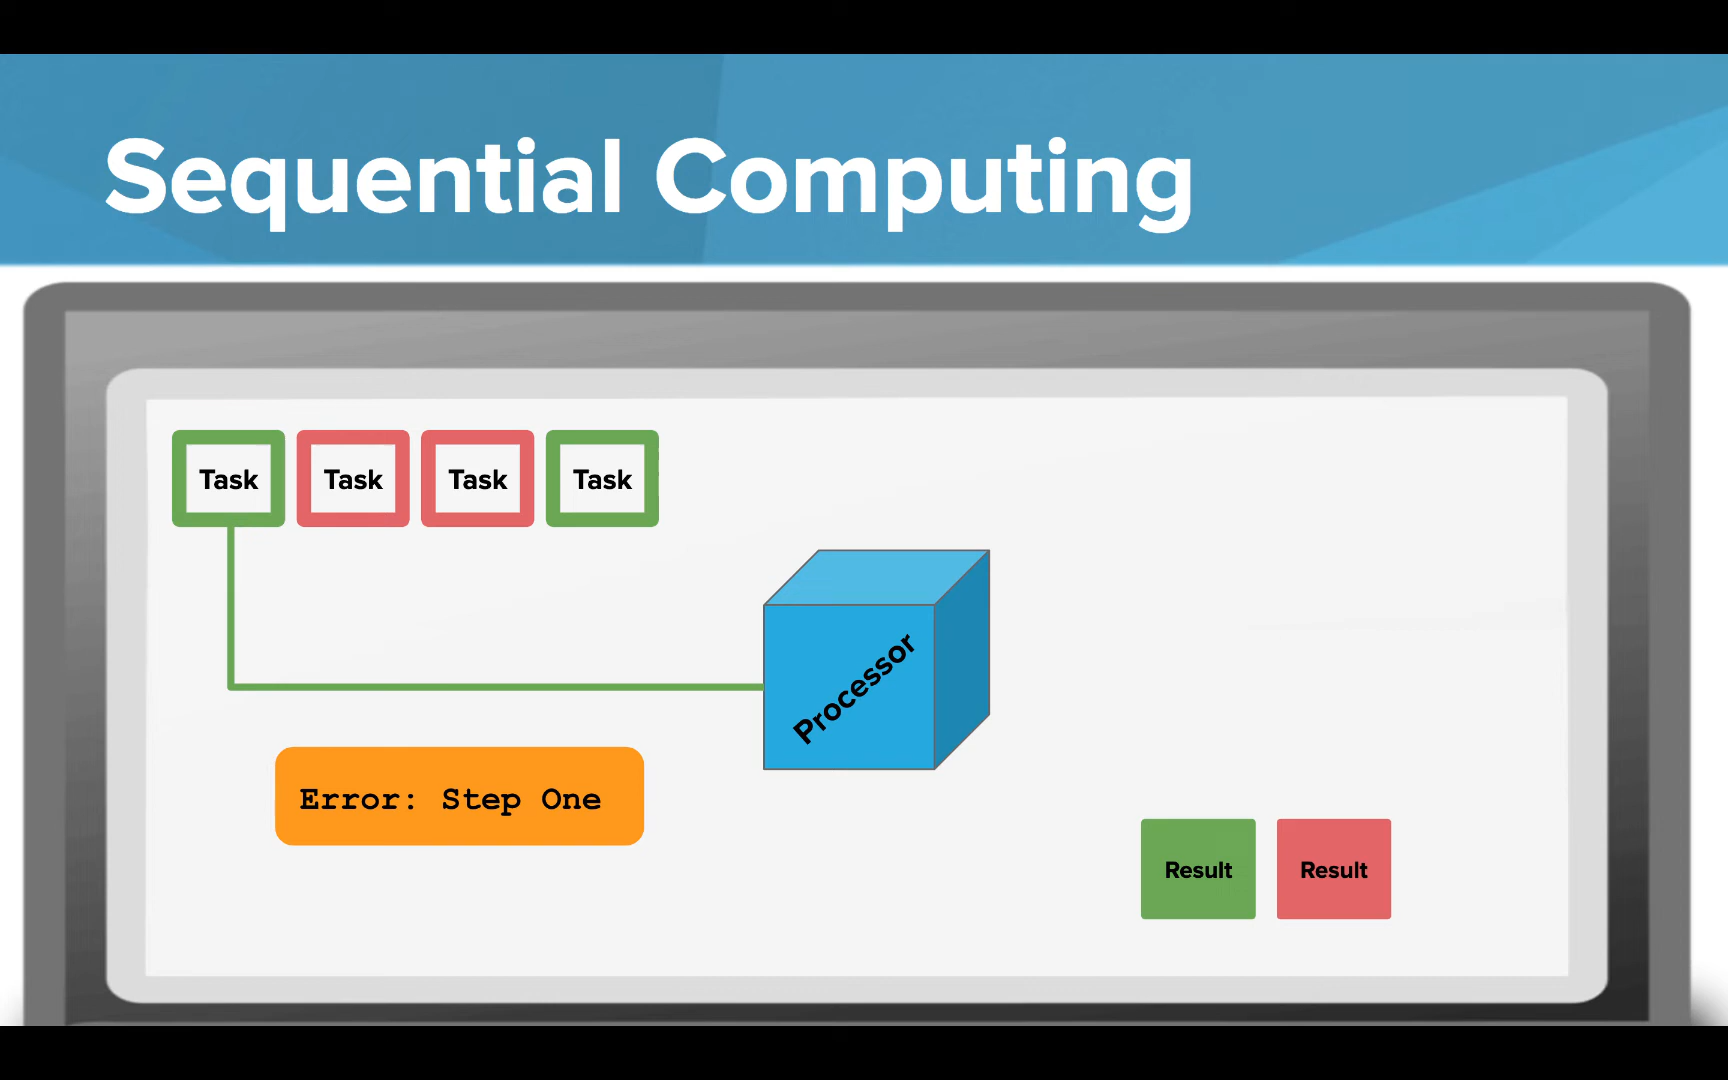 Sequential Computing
Task Task Task Task
Processor
Error: Step One
Result Result